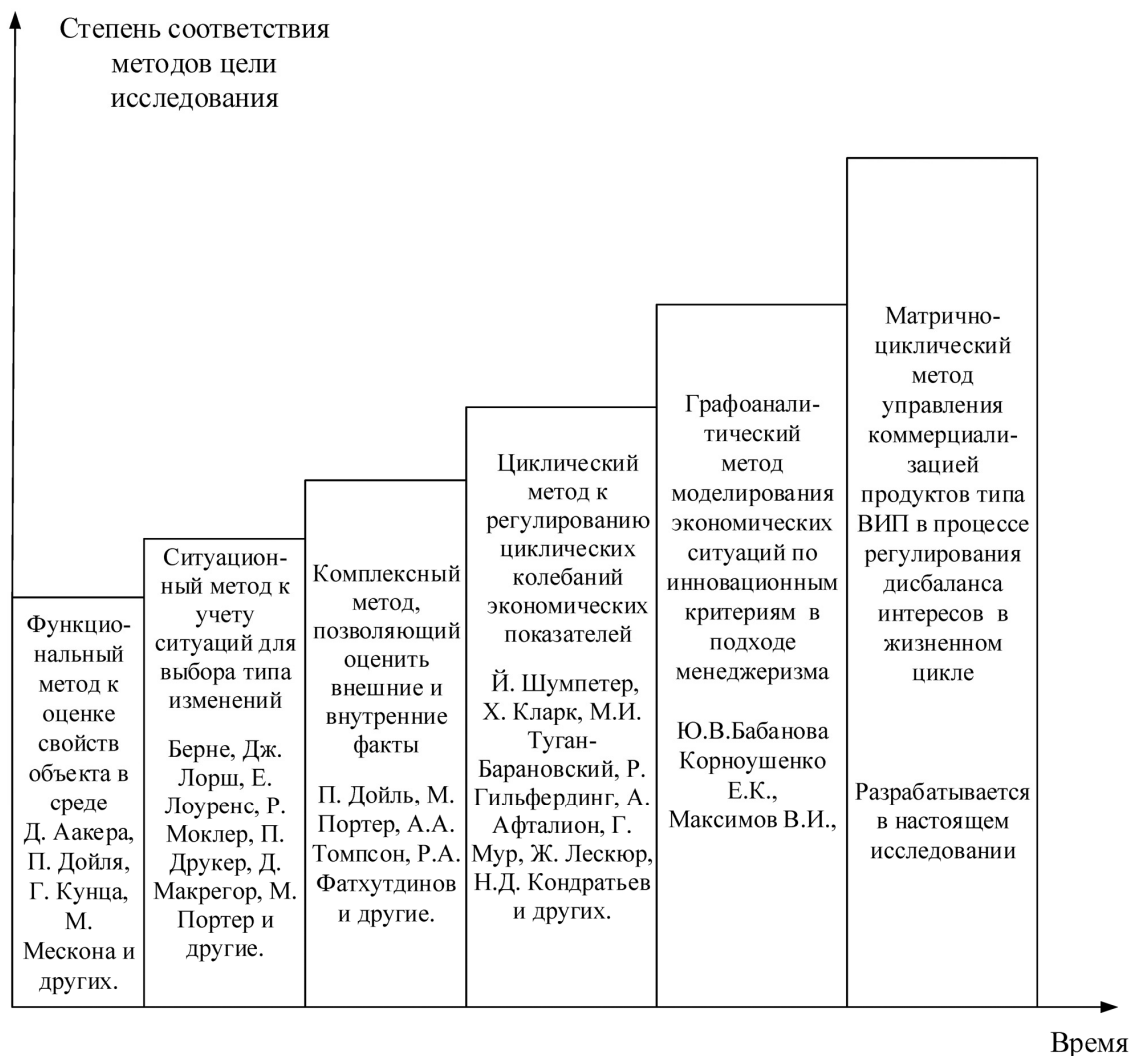 Степень соответствия
методов цели
исследования
Функцио-
нальный
метод к
оценке
свойств
объекта в
среде
Д. Аакера,
П. Дойля,
Г. Кунца,
М.
Мескона и
других.
Ситуацион-
ный метод к
учету
ситуаций для
выбора типа
изменений
Берне, Дж.
Лорш, Е.
Лоуренс, Р.
Моклер, П.
Друкер, Д.
Макрегор, М.
Портер и
другие.
Комплексный
метод,
позволяющий
оценить
внешние и
внутренние
факты
П. Дойль, М.
Портер, А.А.
Томпсон, Р.А.
Фатхутдинов
и другие.
Циклический
метод к
регулированию
циклических
колебаний
экономических
показателей
Й. Шумпетер,
Х. Кларк, М.И.
Туган-
Барановский, Р.
Гильфердинг, А.
Афталион, Г.
Мур, Ж. Лескюр,
Н.Д. Кондратьев
и других.
Графоанали-
тический
метод
моделирования
экономических
ситуаций по
инновационным
критериям в
подходе
менеджеризма
Ю.В.Бабанова
Корноушенко
Е.К.,
Максимов В.И.,
Матрично-
циклический
метод
управления
коммерциали-
зацией
продуктов типа
ВИП в процессе
регулирования
дисбаланса
интересов в
жизненном
цикле
Разрабатывается
в настоящем
исследовании
Время